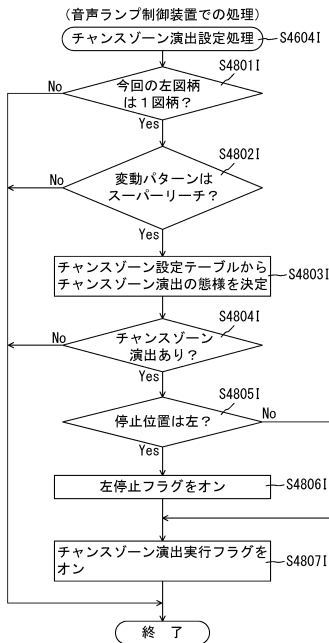 （音声ランプ制御装置での処理）
チャンスゾーン演出設定処理
S4604I
S4801I
今回の左図柄
は１図柄？
No
Yes
S4802I
変動パターンは
スーパーリーチ？
No
Yes
チャンスゾーン設定テーブルから
チャンスゾーン演出の態様を決定
S4803I
S4804I
チャンスゾーン
演出あり？
No
Yes
S4805I
停止位置は左？
No
Yes
左停止フラグをオン
S4806I
チャンスゾーン演出実行フラグを
オン
S4807I
終　了